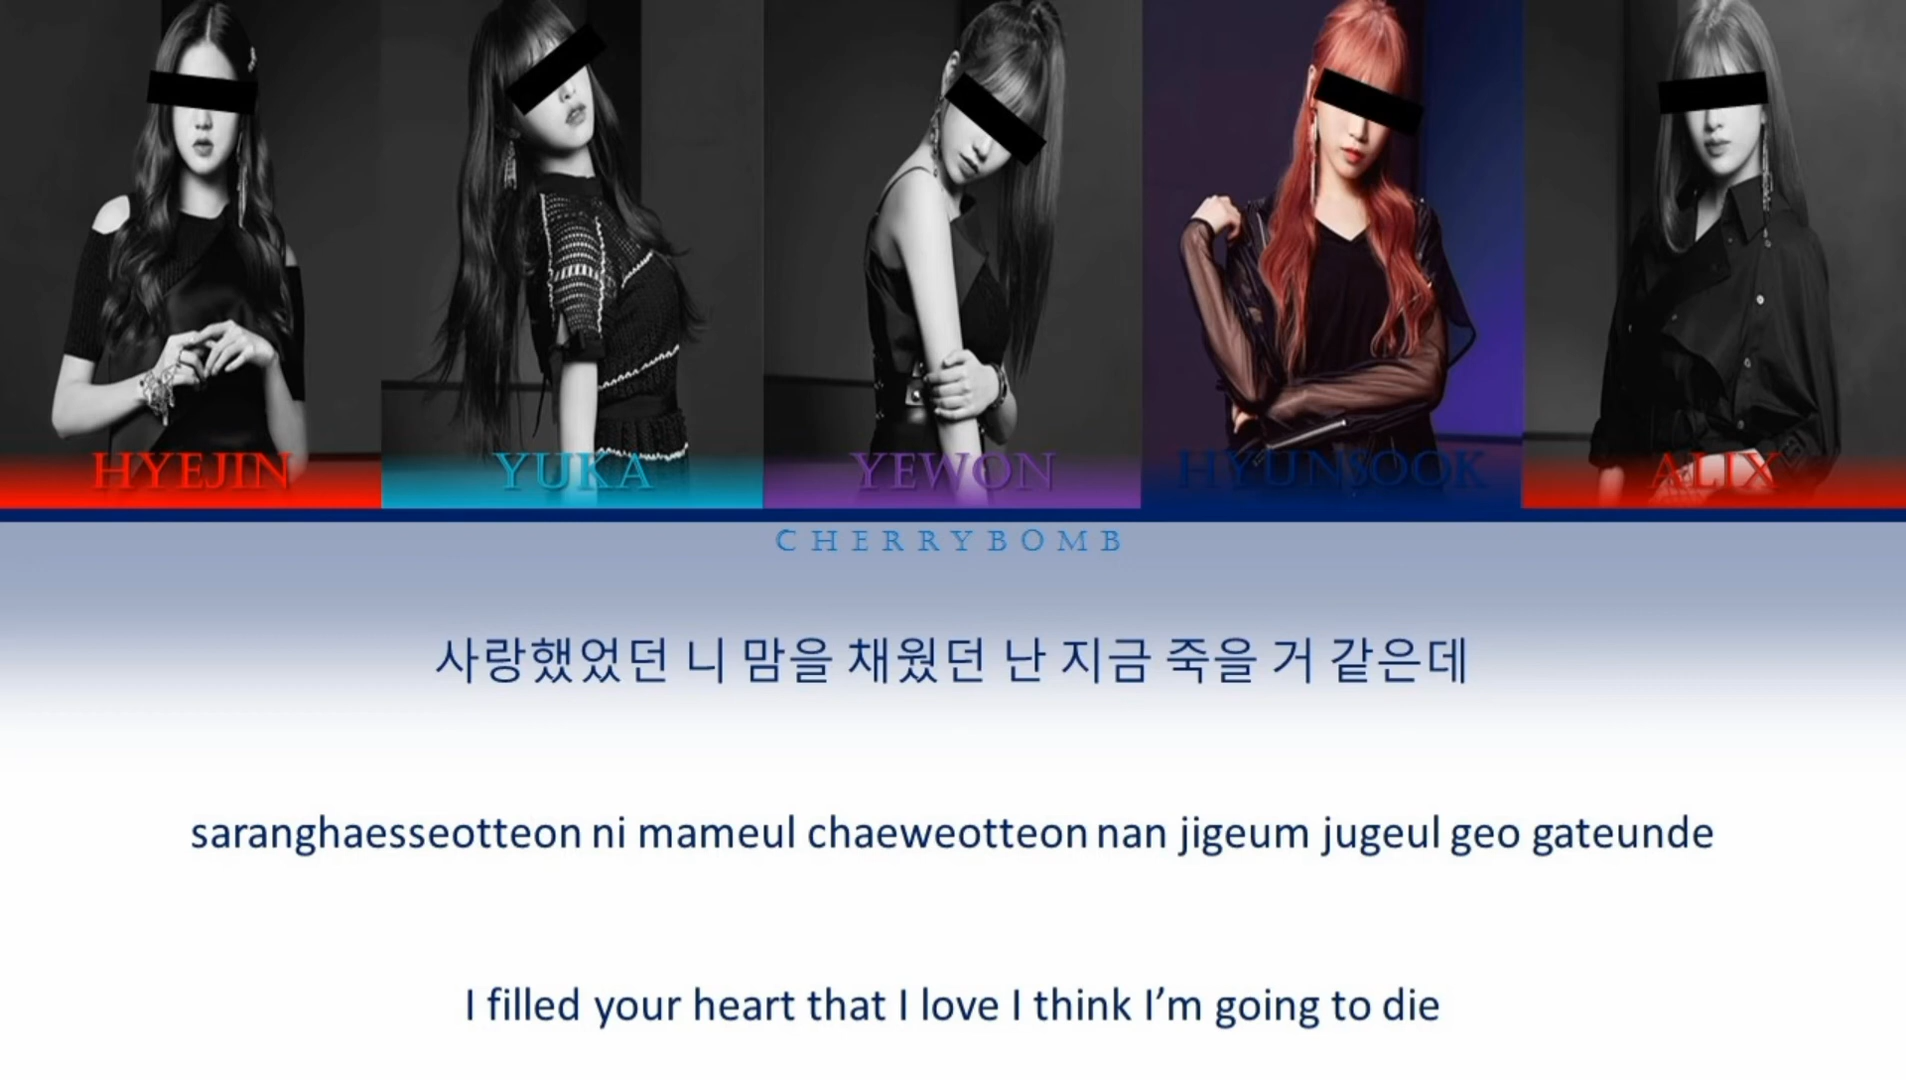 HYEJIN YUKA YEWON HYUNSOOK ALIX
CHERRYBOMB
사랑했었던 니 맘을 채웠던 난 지금 죽을 거 같은데
saranghaesseotteon ni mameul chaeweotteon nan jigeum jugeul geo gateunde
I filled your heart that I love I think I’m going to die